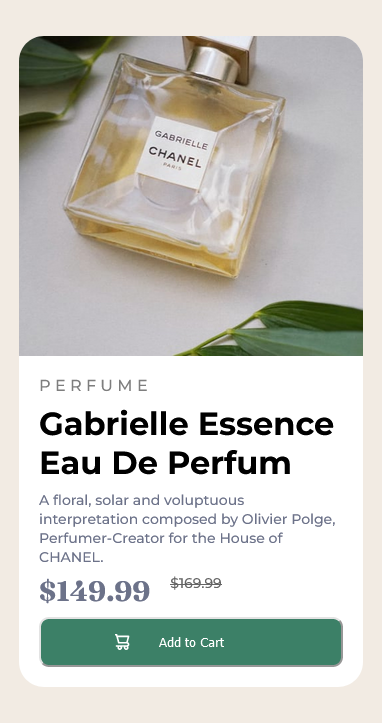 GABRIELLE
CHANEL
PARIS
PERFUME
Gabrielle Essence
Eau De Perfum
A floral, solar and voluptuous
interpretation composed by Olivier Polge,
Perfumer-Creator for the House of
CHANEL.
$149.99 $169.99
Add to Cart